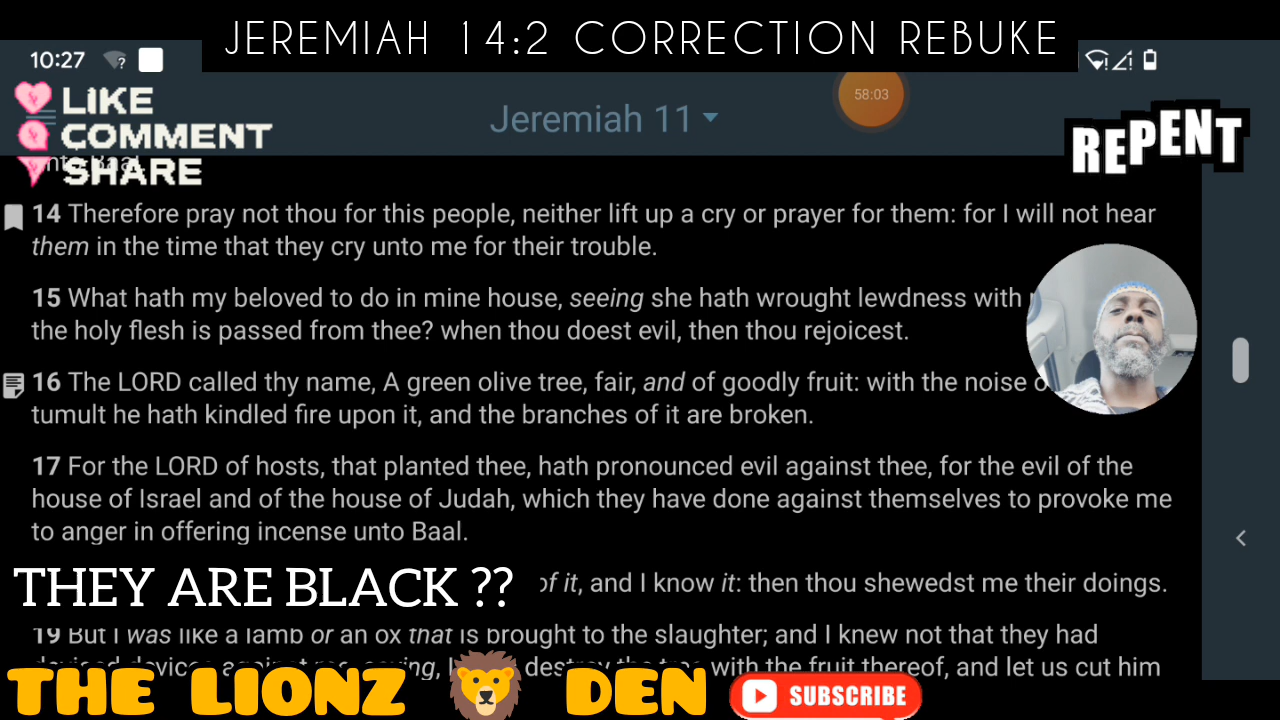 JEREMIAH 14:2 CORRECTION REBUKE
10:27
LIKE
COMMENT
SHARE
Jeremiah 11
58:03
REPENT
14 Therefore pray not thou for this people, neither lift up a cry or prayer for them: for I will not hear
them in the time that they cry unto me for their trouble.
15 What hath my beloved to do in mine house, seeing she hath wrought lewdness with
the holy flesh is passed from thee? when thou doest evil, then thou rejoicest.
16 The LORD called thy name, A green olive tree, fair, and of goodly fruit: with the noise
tumult he hath kindled fire upon it, and the branches of it are broken.
17 For the LORD of hosts, that planted thee, hath pronounced evil against thee, for the evil of the
house of Israel and of the house of Judah, which they have done against themselves to provoke me
to anger in offering incense unto Baal.
THEY ARE BLACK ??
of it, and I know it: then thou shewedst me their doings.
19 But I was like a lamb or an ox that is brought to the slaughter; and I knew not that they had
with the fruit thereof, and let us cut him
THE LIONZ DEN
SUBSCRIBE